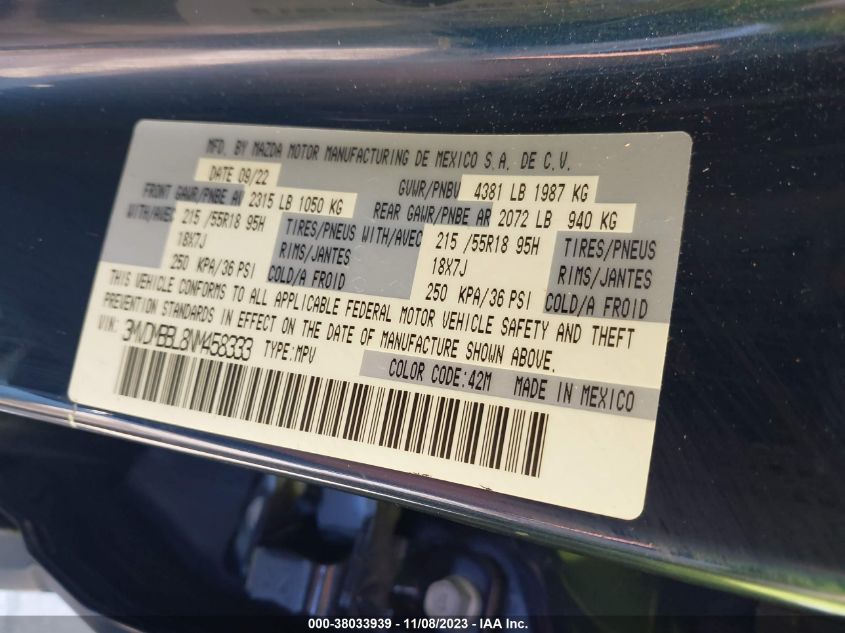 MFD. BY MAZDA MOTOR MANUFACTURING DE MEXICO S.A. DE C.V.
DATE 09/22 GVWR/PNBV 4381 LB 1987 KG
FRONT GAWR/PNBE AV 2315 LB 1050 KG REAR GAWR/PNBE AR 2072 LB 940 KG
WITH/AVEC 215 /55R18 95H TIRES/PNEUS WITH/AVEC 215 /55R18 95H TIRES/PNEUS
18X7J RIMS/JANTES 18X7J RIMS/JANTES
250 KPA/36 PSI COLD/A FROID 250 KPA/36 PSI COLD/A FROID
THIS VEHICLE CONFORMS TO ALL APPLICABLE FEDERAL MOTOR VEHICLE SAFETY AND THEFT
PREVENTION STANDARDS IN EFFECT ON THE DATE OF MANUFACTURE SHOWN ABOVE.
VIN: 3MVDMBBL8NM458333 TYPE:MPV
COLOR CODE:42M MADE IN MEXICO
000-38033939 - 11/08/2023 - IAA Inc.